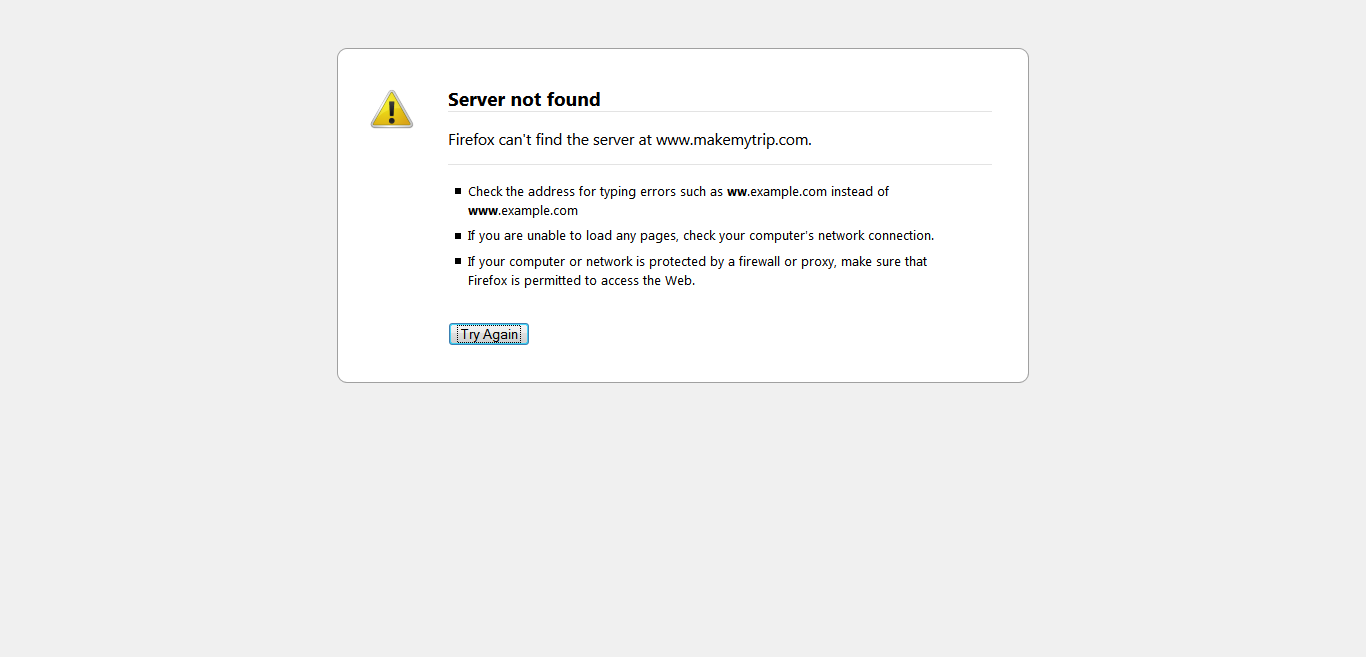 Server not found
Firefox can't find the server at www.makemytrip.com.
Check the address for typing errors such as ww.example.com instead of
www.example.com
If you are unable to load any pages, check your computer's network connection.
If your computer or network is protected by a firewall or proxy, make sure that
Firefox is permitted to access the Web.
Try Again